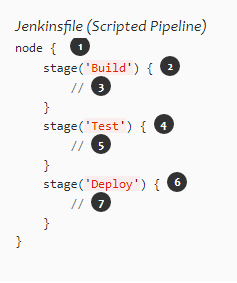 Jenkinsfile (Scripted Pipeline)
node { 1
    stage('Build') { 2
        // 3
    }
    stage('Test') { 4
        // 5
    }
    stage('Deploy') { 6
        // 7
    }
}